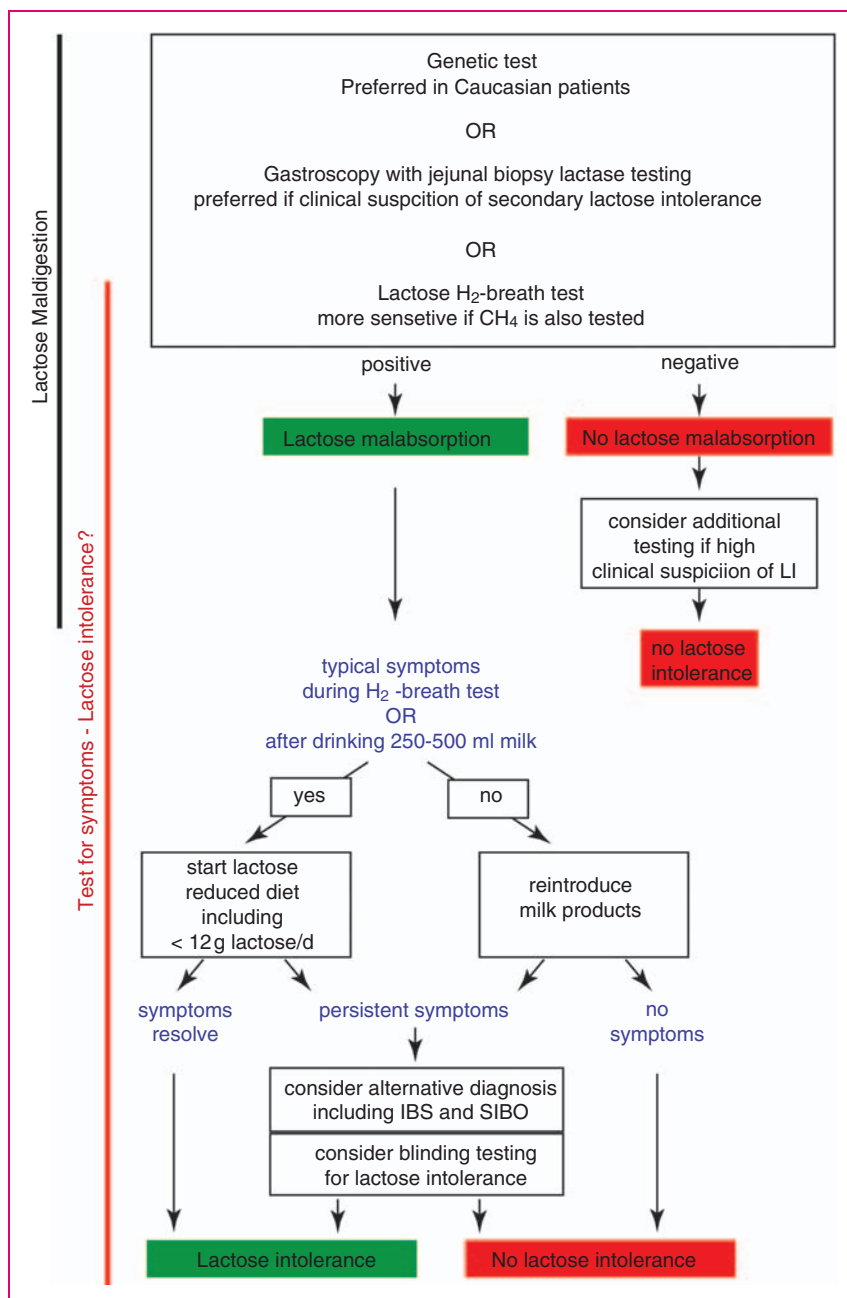 Lactose Maldigestion
Test for symptoms - Lactose intolerance?
Genetic test
Preferred in Caucasian patients
OR
Gastroscopy with jejunal biopsy lactase testing
preferred if clinical suspcition of secondary lactose intolerance
OR
Lactose H₂-breath test
more sensetive if CH₄ is also tested
positive
negative
Lactose malabsorption
No lactose malabsorption
consider additional
testing if high
clinical suspiciion of LI
no lactose
intolerance
typical symptoms
during H₂ -breath test
OR
after drinking 250-500 ml milk
yes
no
start lactose
reduced diet
including
< 12 g lactose/d
reintroduce
milk products
symptoms
resolve
persistent symptoms
no
symptoms
consider alternative diagnosis
including IBS and SIBO
consider blinding testing
for lactose intolerance
Lactose intolerance
No lactose intolerance